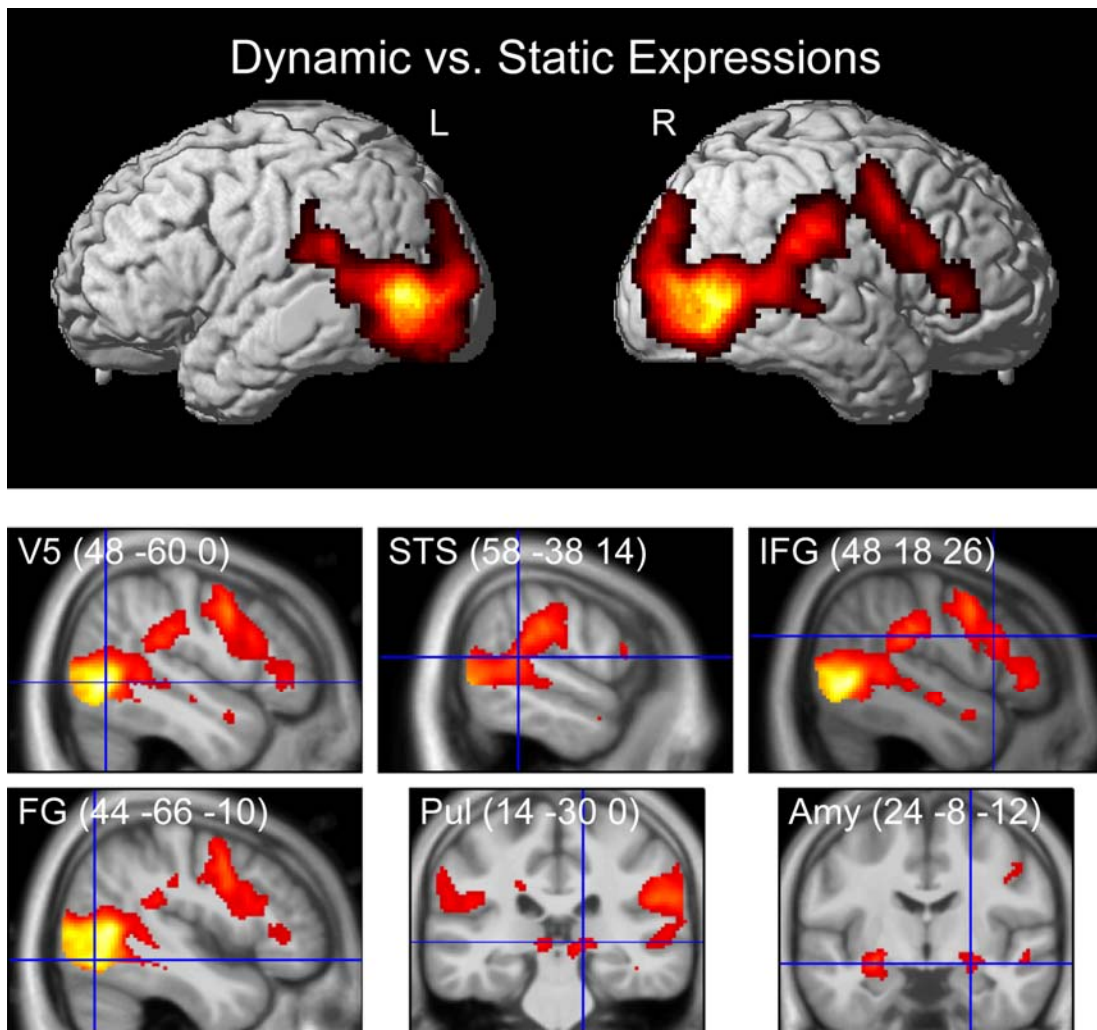 Dynamic vs. Static Expressions
L R
V5 (48 -60 0)
STS (58 -38 14)
IFG (48 18 26)
FG (44 -66 -10)
Pul (14 -30 0)
Amy (24 -8 -12)